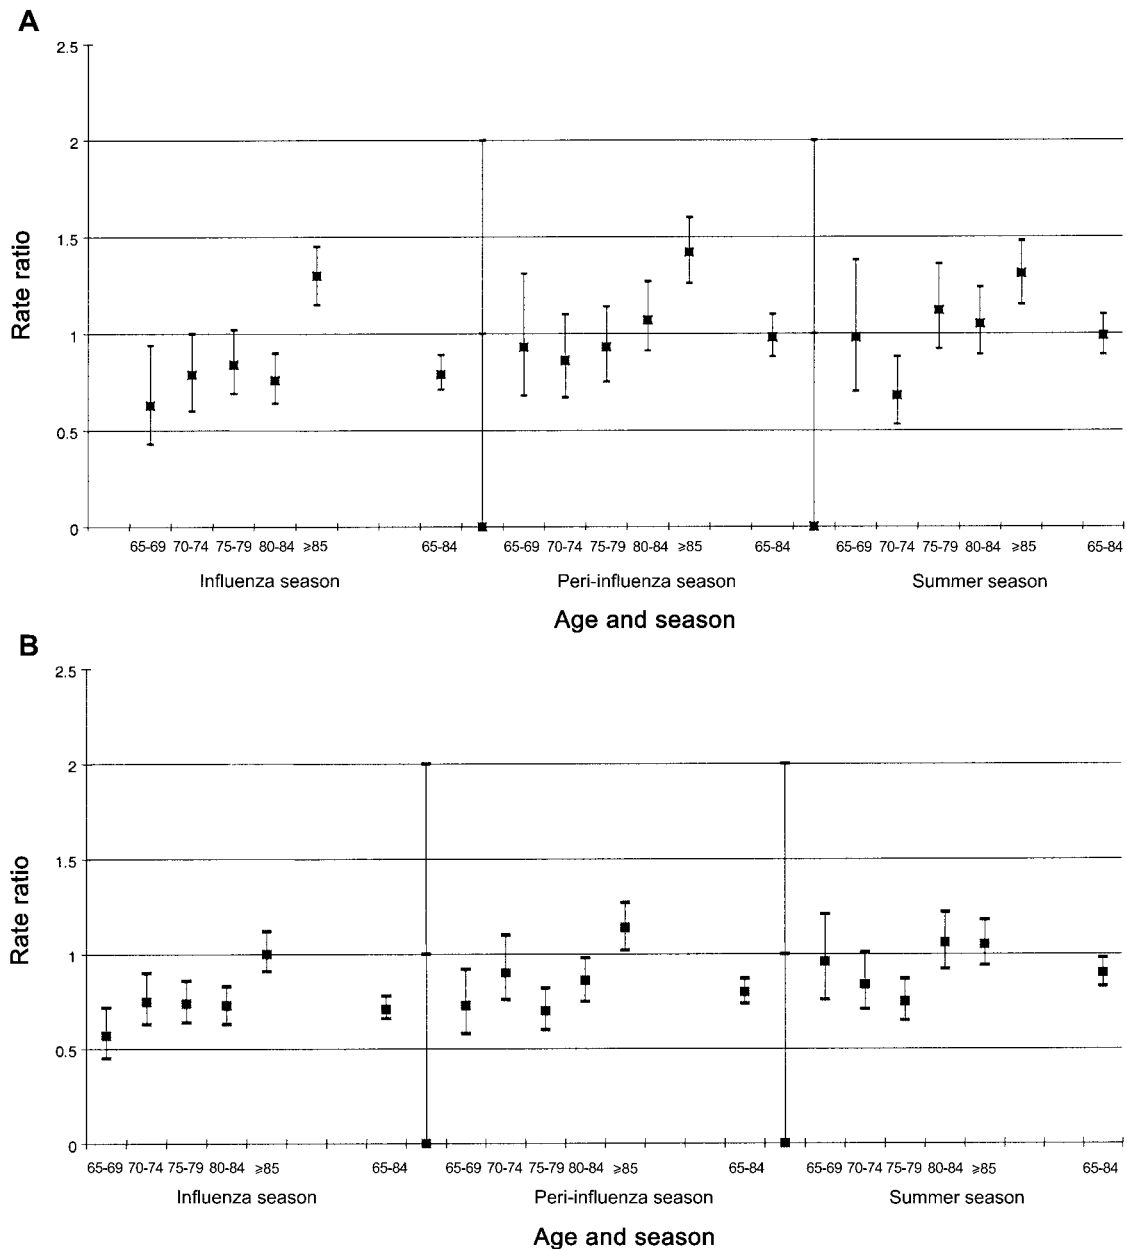 A
2.5
2
1.5
1
0.5
0
Rate ratio
65-69 70-74 75-79 80-84 ≥85 65-84 65-69 70-74 75-79 80-84 ≥85 65-84 65-69 70-74 75-79 80-84 ≥85 65-84
Influenza season Peri-influenza season Summer season
Age and season
B
2.5
2
1.5
1
0.5
0
Rate ratio
65-69 70-74 75-79 80-84 ≥85 65-84 65-69 70-74 75-79 80-84 ≥85 65-84 65-69 70-74 75-79 80-84 ≥85 65-84
Influenza season Peri-influenza season Summer season
Age and season